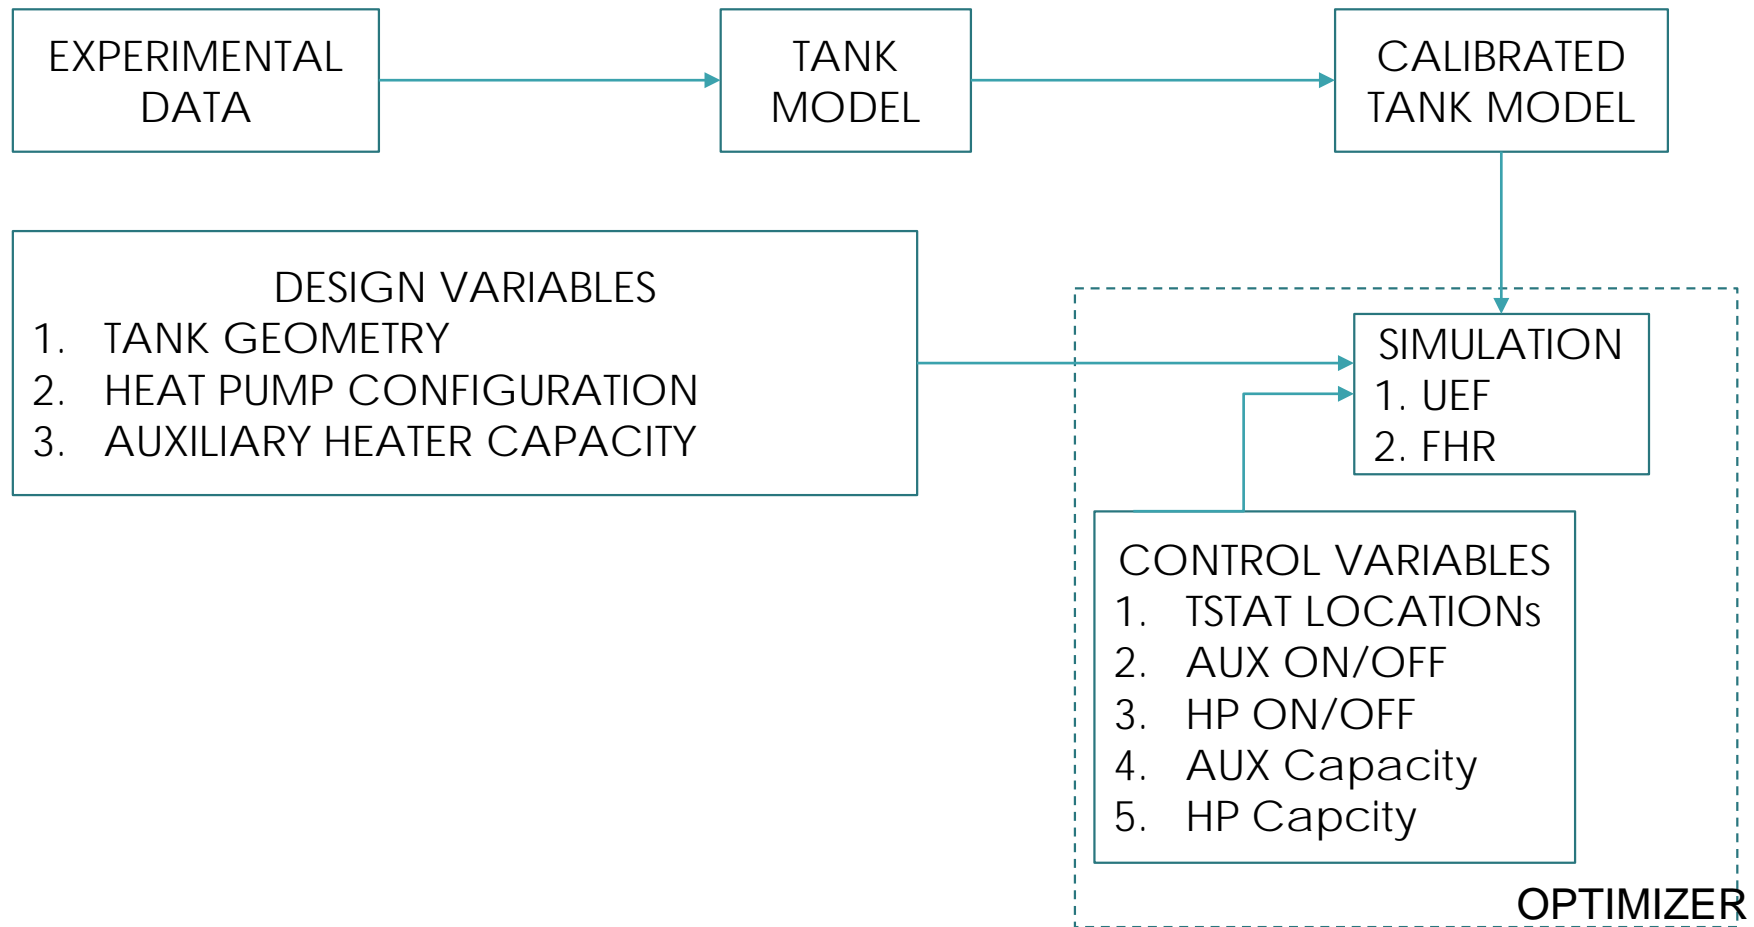 EXPERIMENTAL
DATA
TANK
MODEL
CALIBRATED
TANK MODEL
DESIGN VARIABLES
1. TANK GEOMETRY
2. HEAT PUMP CONFIGURATION
3. AUXILIARY HEATER CAPACITY
SIMULATION
1. UEF
2. FHR
CONTROL VARIABLES
1. TSTAT LOCATIONs
2. AUX ON/OFF
3. HP ON/OFF
4. AUX Capacity
5. HP Capcity
OPTIMIZER